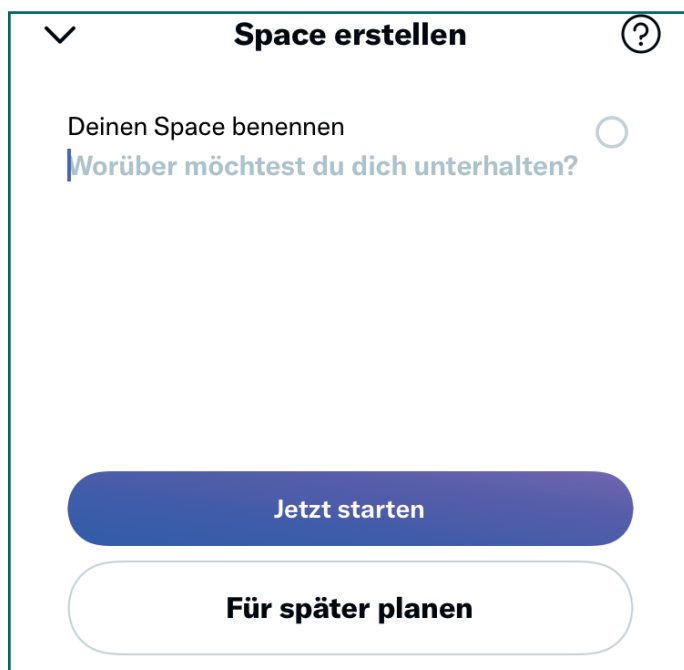 Space erstellen
?
Deinen Space benennen
Worüber möchtest du dich unterhalten?
Jetzt starten
Für später planen